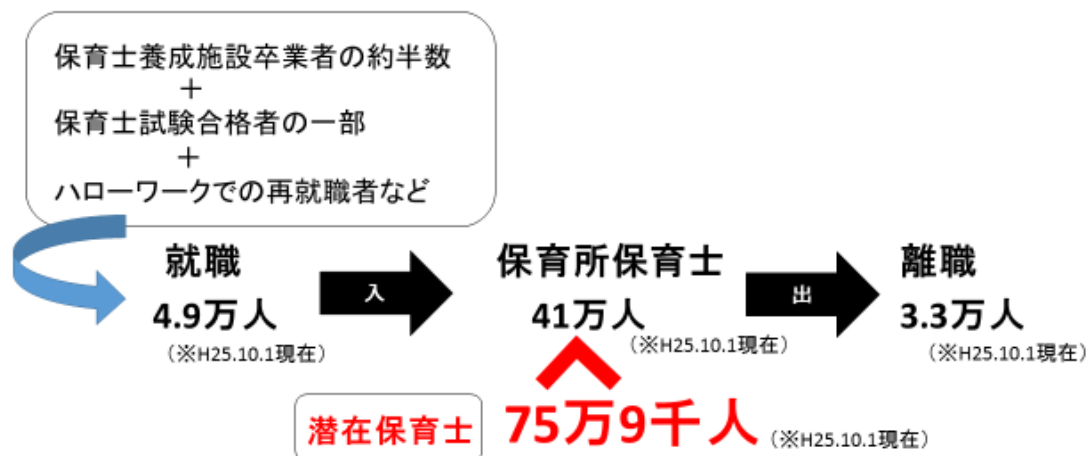 保育士養成施設卒業者の約半数
+
保育士試験合格者の一部
+
ハローワークでの再就職者など
就職
4.9万人
（※H25.10.1現在）
入
保育所保育士
41万人
（※H25.10.1現在）
出
離職
3.3万人
（※H25.10.1現在）
潜在保育士
75万9千人
（※H25.10.1現在）